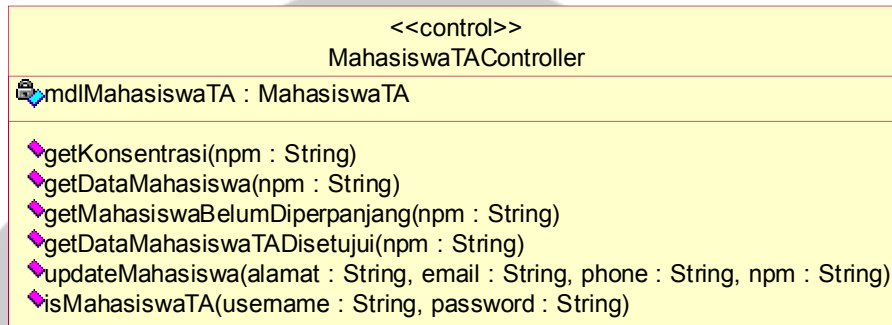 <<control>>
MahasiswaTAController
mdlMahasiswaTA : MahasiswaTA
getKonsentrasi(npm : String)
getDataMahasiswa(npm : String)
getMahasiswaBelumDiperpanjang(npm : String)
getDataMahasiswaTADisetujui(npm : String)
updateMahasiswa(alamat : String, email : String, phone : String, npm : String)
isMahasiswaTA(username : String, password : String)